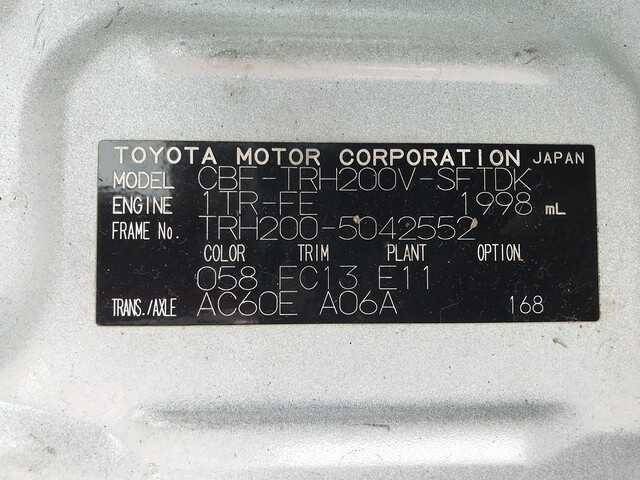 TOYOTA MOTOR CORPORATION JAPAN
MODEL CBF-TRH200V-SFTDK
ENGINE 1TR-FE 1998 mL
FRAME No. TRH200-5042552
COLOR TRIM PLANT OPTION
058 FC13 E11
TRANS./AXLE AC60E A06A 168